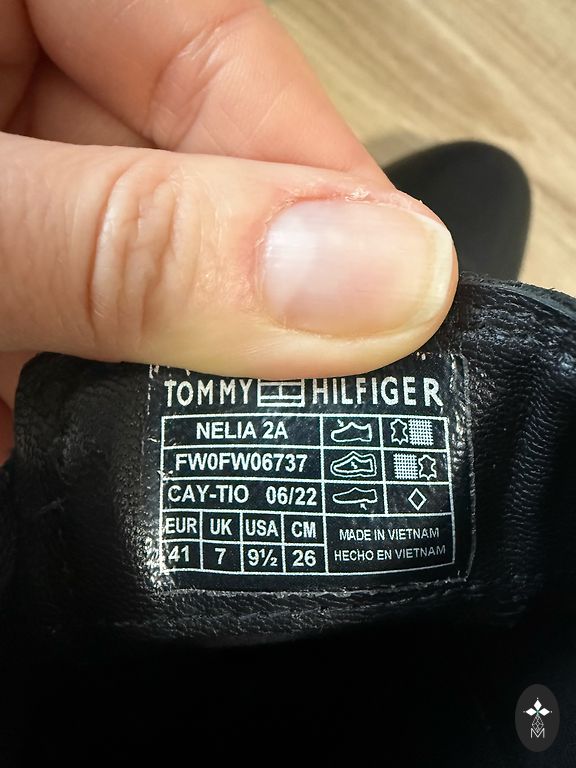 TOMMY HILFIGER
NELIA 2A
FW0FW06737
CAY-TIO 06/22
EUR UK USA CM
41 7 9½ 26
MADE IN VIETNAM
HECHO EN VIETNAM
M